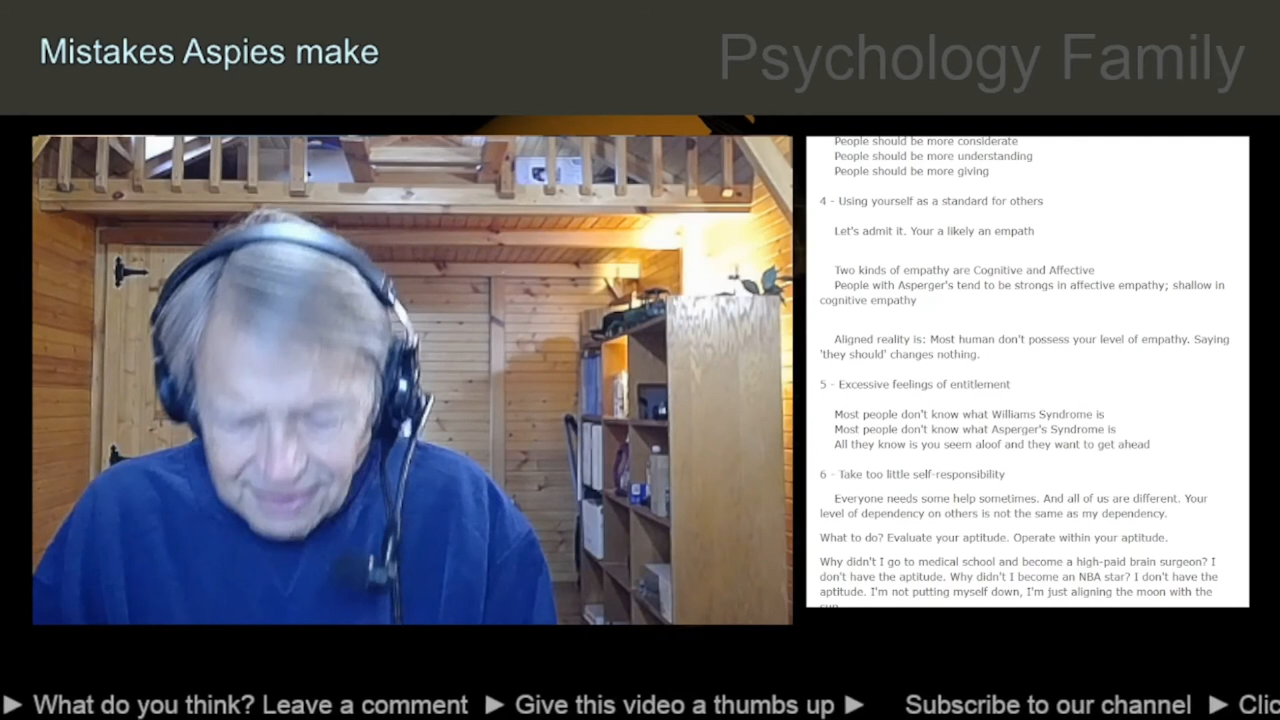 Mistakes Aspies make
Psychology Family
People should be more considerate
People should be more understanding
People should be more giving
4 - Using yourself as a standard for others
Let's admit it. Your a likely an empath
Two kinds of empathy are Cognitive and Affective
People with Asperger's tend to be strongs in affective empathy; shallow in
cognitive empathy
Aligned reality is: Most human don't possess your level of empathy. Saying
'they should' changes nothing.
5 - Excessive feelings of entitlement
Most people don't know what Williams Syndrome is
Most people don't know what Asperger's Syndrome is
All they know is you seem aloof and they want to get ahead
6 - Take too little self-responsibility
Everyone needs some help sometimes. And all of us are different. Your
level of dependency on others is not the same as my dependency.
What to do? Evaluate your aptitude. Operate within your aptitude.
Why didn't I go to medical school and become a high-paid brain surgeon? I
don't have the aptitude. Why didn't I become an NBA star? I don't have the
aptitude. I'm not putting myself down, I'm just aligning the moon with the
► What do you think? Leave a comment ► Give this video a thumbs up ► Subscribe to our channel ► Clic